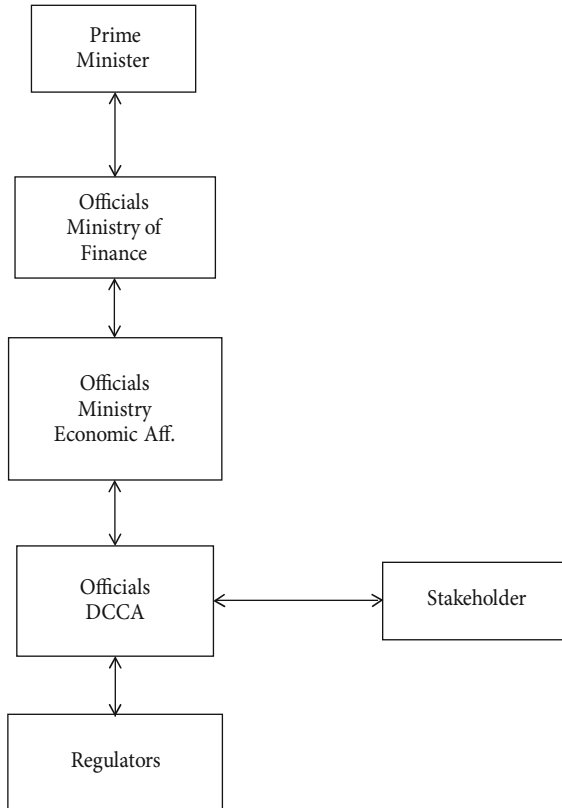 Prime
Minister
Officials
Ministry of
Finance
Officials
Ministry
Economic Aff.
Officials
DCCA
Stakeholder
Regulators